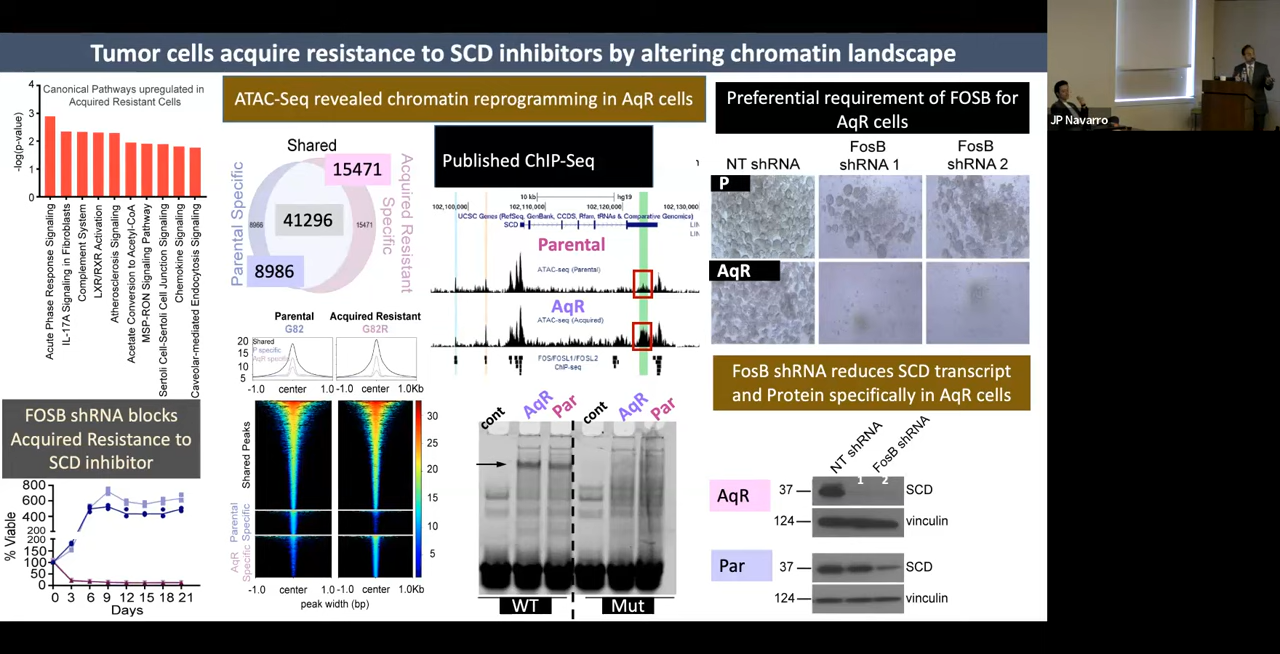 Tumor cells acquire resistance to SCD inhibitors by altering chromatin landscape
Canonical Pathways upregulated in
Acquired Resistant Cells
-log(p-value)
4
3
2
1
0
Acute Phase Response Signaling
IL-17A Signaling in Fibroblasts
Complement System
LXR/RXR Activation
Atherosclerosis Signaling
Acetate Conversion to Acetyl-CoA
MSP-RON Signaling Pathway
Sertoli Cell-Sertoli Cell Junction Signaling
Chemokine Signaling
Caveolar-mediated Endocytosis Signaling
FOSB shRNA blocks
Acquired Resistance to
SCD inhibitor
% Viable
800
600
400
200
200
150
100
50
0
0 3 6 9 12 15 18 21
Days
ATAC-Seq revealed chromatin reprogramming in AqR cells
Shared
15471
Parental Specific
8966
41296
15471
Acquired Resistant
Specific
8986
Parental
G82
Acquired Resistant
G82R
20
15
10
5
Shared
P specific
AqR specific
-1.0 center 1.0
-1.0 center 1.0Kb
Shared Peaks
Parental
Specific
AqR
Specific
30
25
20
15
10
5
-1.0 center 1.0
-1.0 center 1.0Kb
peak width (bp)
Published ChIP-Seq
10 kb
hg19
102,100,000
102,110,000
102,120,000
102,130,000
UCSC Genes (RefSeq, GenBank, CCDS, Rfam, tRNAs & Comparative Genomics)
SCD
LIN
LIN
Parental
ATAC-seq (Parental)
AqR
ATAC-seq (Acquired)
FOS/FOSL1/FOSL2
ChIP-seq
cont AqR Par cont AqR Par
WT Mut
Preferential requirement of FOSB for
AqR cells
NT shRNA
FosB
shRNA 1
FosB
shRNA 2
P
AqR
FosB shRNA reduces SCD transcript
and Protein specifically in AqR cells
NT shRNA
FosB shRNA
1 2
AqR
37 SCD
124 vinculin
Par
37 SCD
124 vinculin
JP Navarro